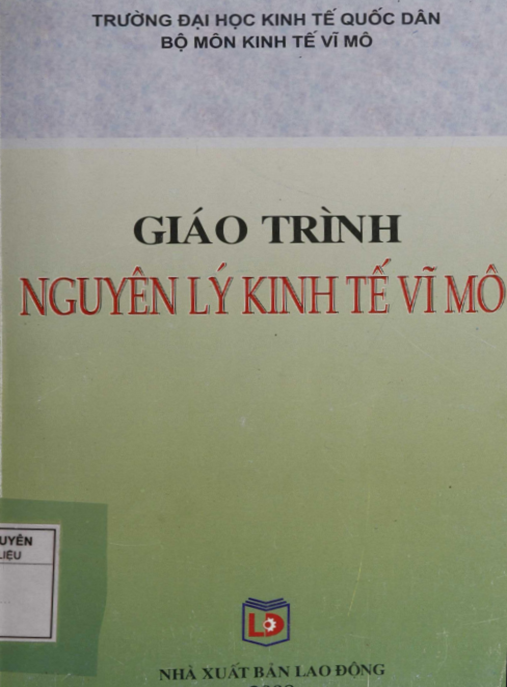 TRƯỜNG ĐẠI HỌC KINH TẾ QUỐC DÂN
BỘ MÔN KINH TẾ VĨ MÔ
GIÁO TRÌNH
NGUYÊN LÝ KINH TẾ VĨ MÔ
UYÊN
LIỆU
LĐ
NHÀ XUẤT BẢN LAO ĐỘNG